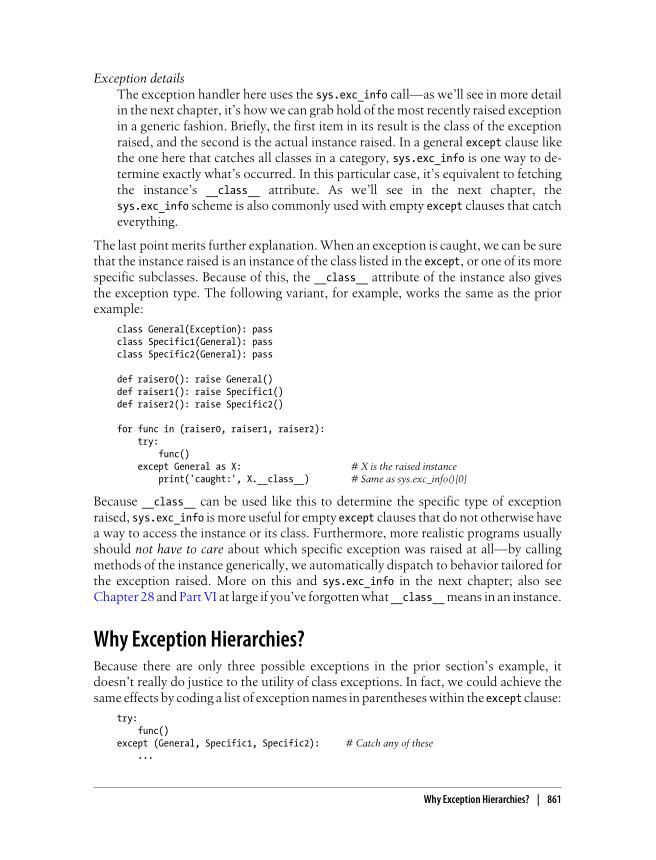 Exception details
The exception handler here uses the sys.exc_info call—as we’ll see in more detail
in the next chapter, it’s how we can grab hold of the most recently raised exception
in a generic fashion. Briefly, the first item in its result is the class of the exception
raised, and the second is the actual instance raised. In a general except clause like
the one here that catches all classes in a category, sys.exc_info is one way to de-
termine exactly what’s occurred. In this particular case, it’s equivalent to fetching
the instance’s __class__ attribute. As we’ll see in the next chapter, the
sys.exc_info scheme is also commonly used with empty except clauses that catch
everything.
The last point merits further explanation. When an exception is caught, we can be sure
that the instance raised is an instance of the class listed in the except, or one of its more
specific subclasses. Because of this, the __class__ attribute of the instance also gives
the exception type. The following variant, for example, works the same as the prior
example:
class General(Exception): pass
class Specific1(General): pass
class Specific2(General): pass
def raiser0(): raise General()
def raiser1(): raise Specific1()
def raiser2(): raise Specific2()
for func in (raiser0, raiser1, raiser2):
    try:
        func()
    except General as X:                    # X is the raised instance
        print('caught:', X.__class__)       # Same as sys.exc_info()[0]
Because __class__ can be used like this to determine the specific type of exception
raised, sys.exc_info is more useful for empty except clauses that do not otherwise have
a way to access the instance or its class. Furthermore, more realistic programs usually
should not have to care about which specific exception was raised at all—by calling
methods of the instance generically, we automatically dispatch to behavior tailored for
the exception raised. More on this and sys.exc_info in the next chapter; also see
Chapter 28 and Part VI at large if you’ve forgotten what __class__ means in an instance.
Why Exception Hierarchies?
Because there are only three possible exceptions in the prior section’s example, it
doesn’t really do justice to the utility of class exceptions. In fact, we could achieve the
same effects by coding a list of exception names in parentheses within the except clause:
try:
    func()
except (General, Specific1, Specific2):     # Catch any of these
    ...
Why Exception Hierarchies? | 861